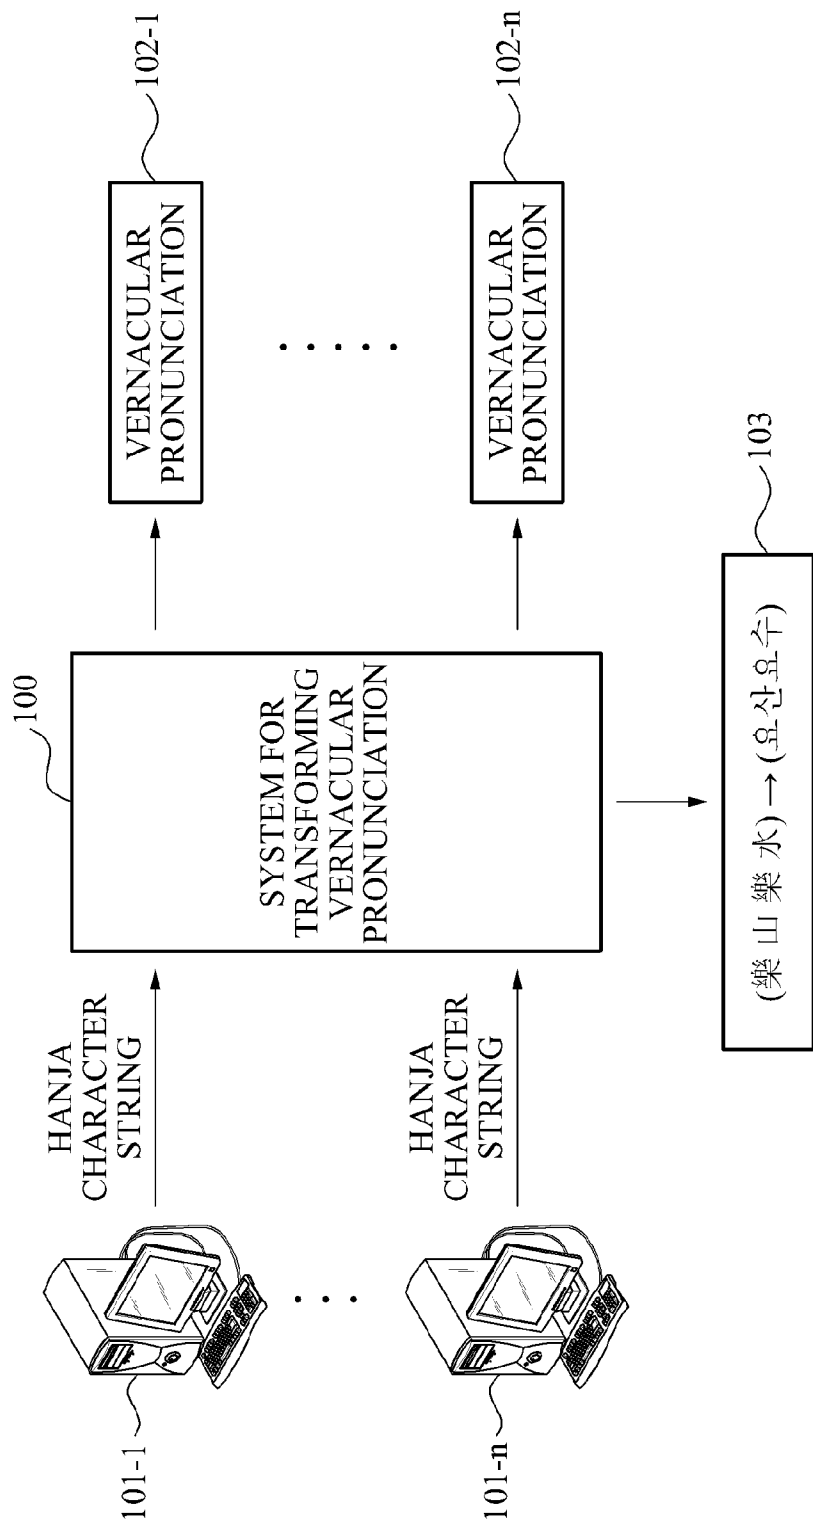 101-1
HANJA
CHARACTER
STRING
100
VERNACULAR
PRONUNCIATION
102-1
SYSTEM FOR
TRANSFORMING
VERNACULAR
PRONUNCIATION
101-n
HANJA
CHARACTER
STRING
VERNACULAR
PRONUNCIATION
102-n
(樂 山 樂 水) → (요산요수)
103